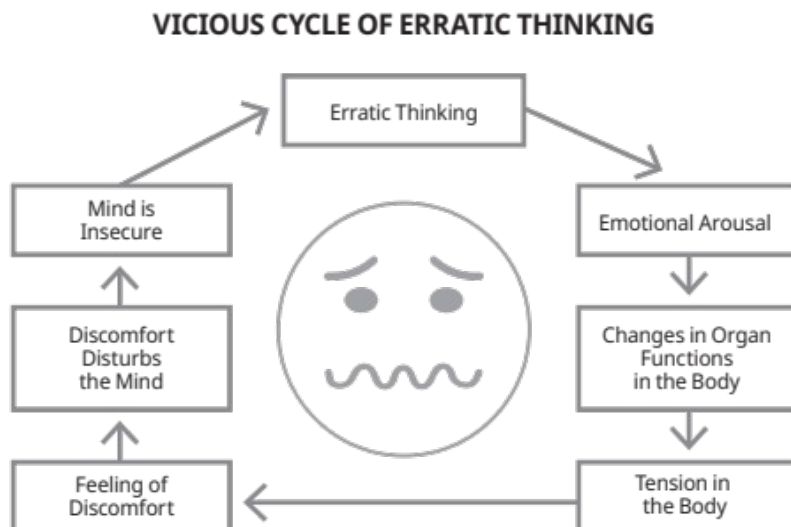 VICIOUS CYCLE OF ERRATIC THINKING
Erratic Thinking
Emotional Arousal
Changes in Organ
Functions
in the Body
Tension in
the Body
Feeling of
Discomfort
Discomfort
Disturbs
the Mind
Mind is
Insecure